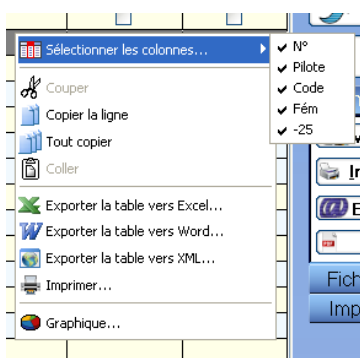 Sélectionner les colonnes...
N°
Pilote
Code
Fém
-25
Couper
Copier la ligne
Tout copier
Coller
Exporter la table vers Excel...
Exporter la table vers Word...
Exporter la table vers XML...
Imprimer...
Graphique...
Fich
Imp